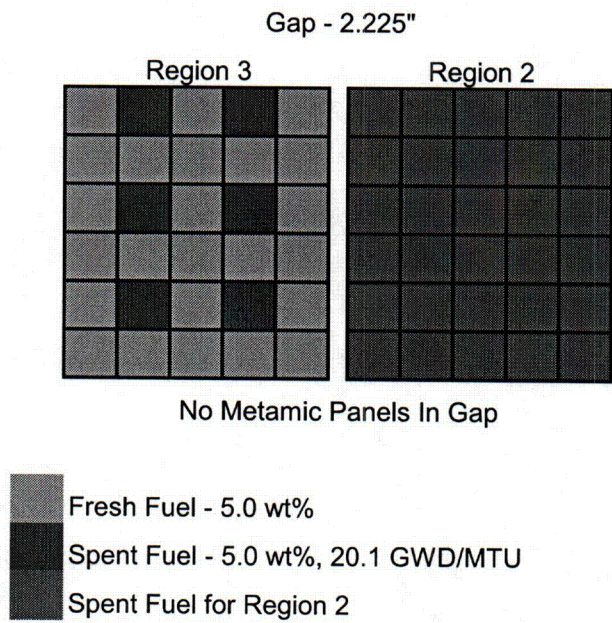 Gap - 2.225"
Region 3 Region 2
No Metamic Panels In Gap
Fresh Fuel - 5.0 wt%
Spent Fuel - 5.0 wt%, 20.1 GWD/MTU
Spent Fuel for Region 2